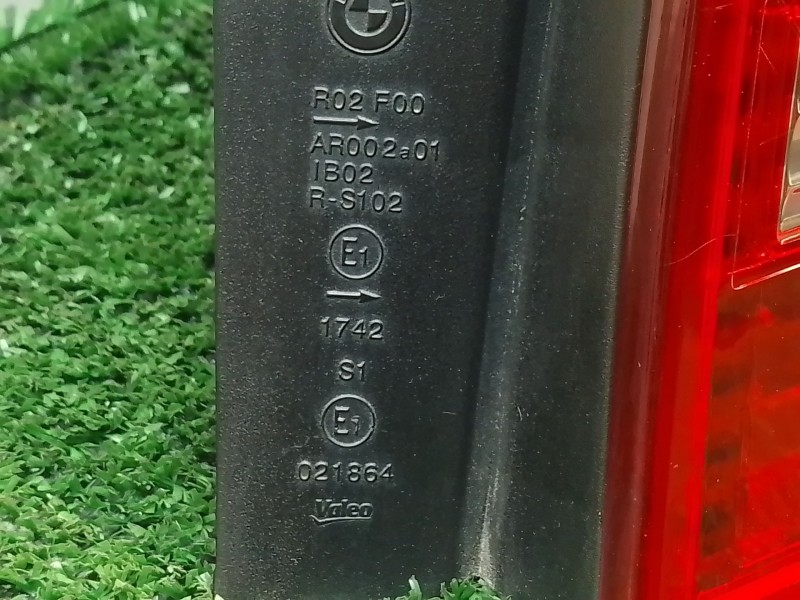 R02 F00
AR002a01
IB02
R-S102
E1
1742
S1
E1
021864
Valeo